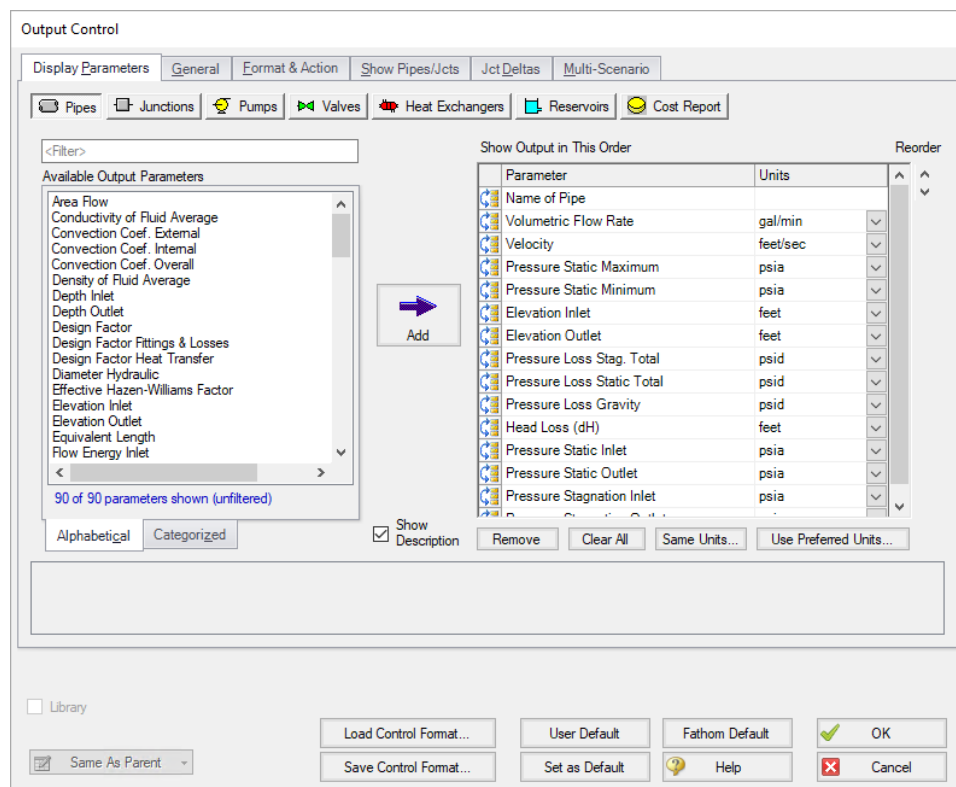 Output Control
Display Parameters General Format & Action Show Pipes/Jcts Jct Deltas Multi-Scenario
Pipes Junctions Pumps Valves Heat Exchangers Reservoirs Cost Report
<Filter>
Available Output Parameters
Area Flow
Conductivity of Fluid Average
Convection Coef. External
Convection Coef. Internal
Convection Coef. Overall
Density of Fluid Average
Depth Inlet
Depth Outlet
Design Factor
Design Factor Fittings & Losses
Design Factor Heat Transfer
Diameter Hydraulic
Effective Hazen-Williams Factor
Elevation Inlet
Elevation Outlet
Equivalent Length
Flow Energy Inlet
90 of 90 parameters shown (unfiltered)
Alphabetical Categorized
Add
Show Description
Show Output in This Order Reorder
Parameter Units
Name of Pipe
Volumetric Flow Rate gal/min
Velocity feet/sec
Pressure Static Maximum psia
Pressure Static Minimum psia
Elevation Inlet feet
Elevation Outlet feet
Pressure Loss Stag. Total psid
Pressure Loss Static Total psid
Pressure Loss Gravity psid
Head Loss (dH) feet
Pressure Static Inlet psia
Pressure Static Outlet psia
Pressure Stagnation Inlet psia
Remove Clear All Same Units... Use Preferred Units...
Library
Load Control Format... User Default Fathom Default OK
Same As Parent Save Control Format... Set as Default Help Cancel